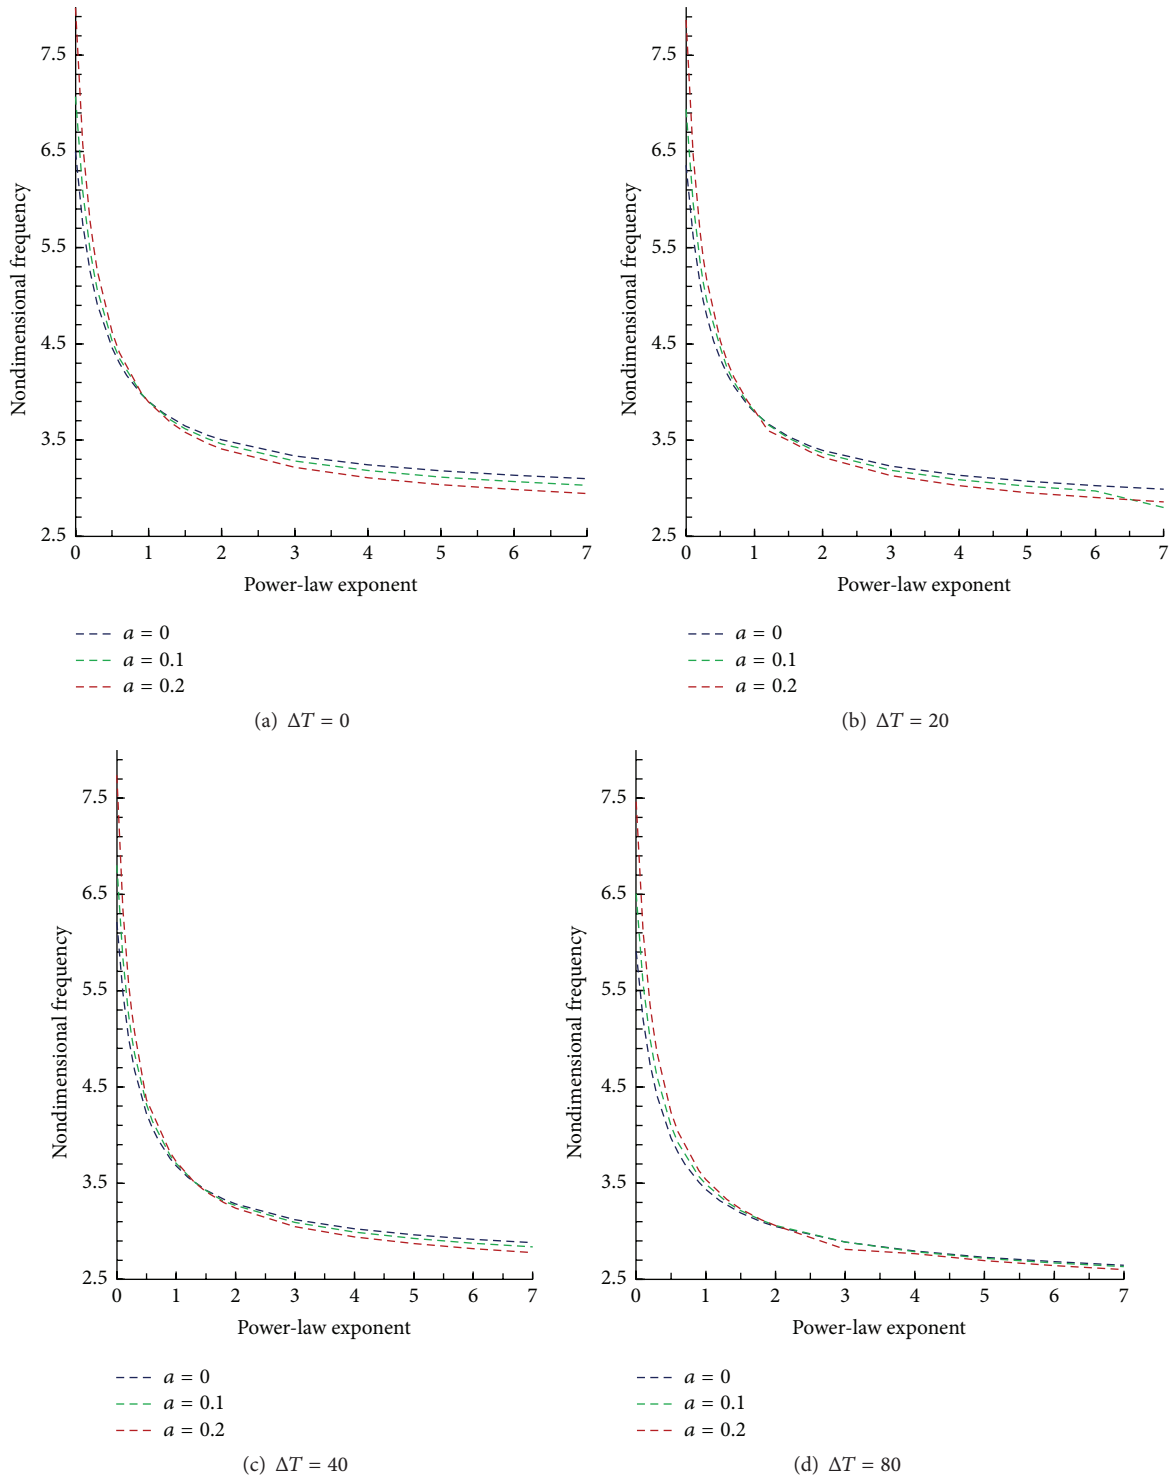 7.5
6.5
5.5
4.5
3.5
2.5
Nondimensional frequency
0 1 2 3 4 5 6 7
Power-law exponent
a = 0
a = 0.1
a = 0.2
(a) ΔT = 0
7.5
6.5
5.5
4.5
3.5
2.5
Nondimensional frequency
0 1 2 3 4 5 6 7
Power-law exponent
a = 0
a = 0.1
a = 0.2
(b) ΔT = 20
7.5
6.5
5.5
4.5
3.5
2.5
Nondimensional frequency
0 1 2 3 4 5 6 7
Power-law exponent
a = 0
a = 0.1
a = 0.2
(c) ΔT = 40
7.5
6.5
5.5
4.5
3.5
2.5
Nondimensional frequency
0 1 2 3 4 5 6 7
Power-law exponent
a = 0
a = 0.1
a = 0.2
(d) ΔT = 80